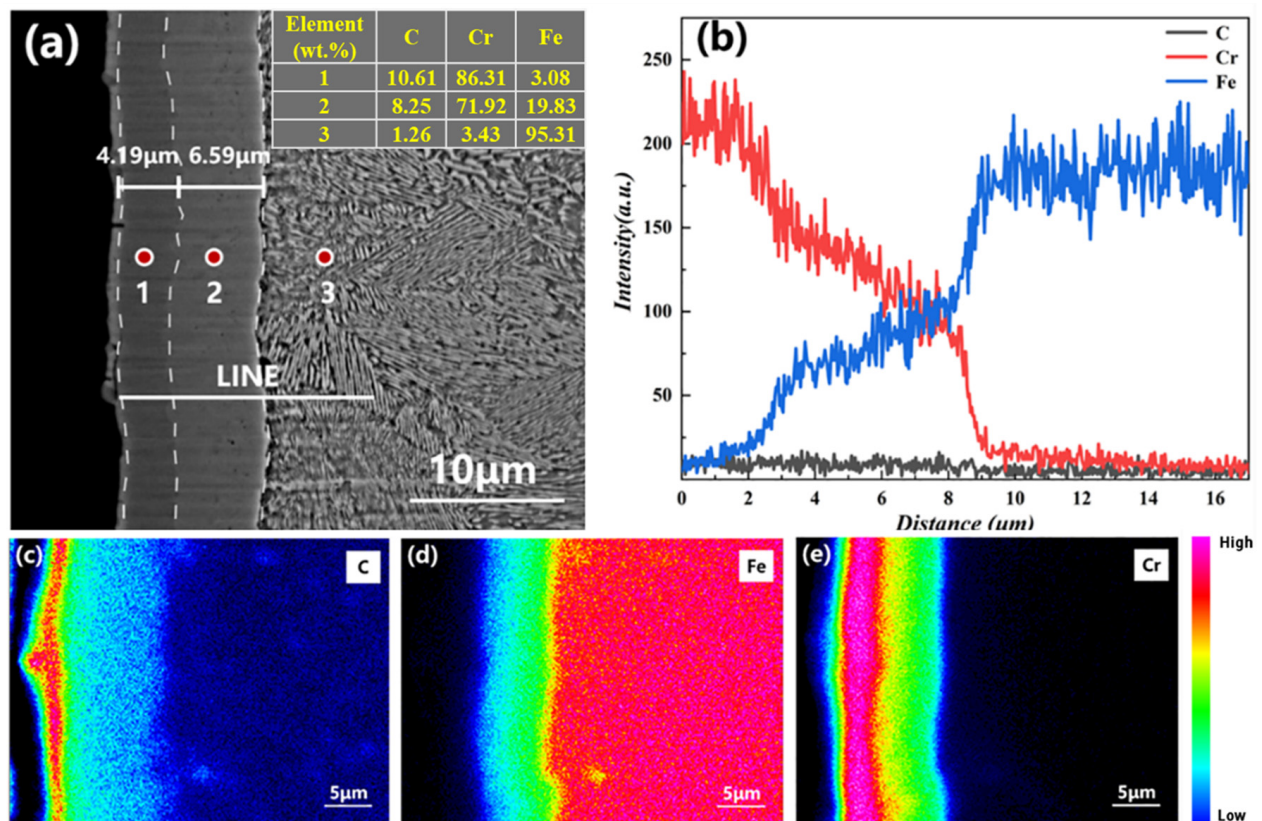 (a)
Element (wt.%) C Cr Fe
1 10.61 86.31 3.08
2 8.25 71.92 19.83
3 1.26 3.43 95.31
4.19μm 6.59μm
1 2 3
LINE
10μm
(b)
C
Cr
Fe
250
200
150
100
50
Intensity(a.u.)
0 2 4 6 8 10 12 14 16
Distance (μm)
(c)
C
5μm
(d)
Fe
5μm
(e)
Cr
5μm
High
Low